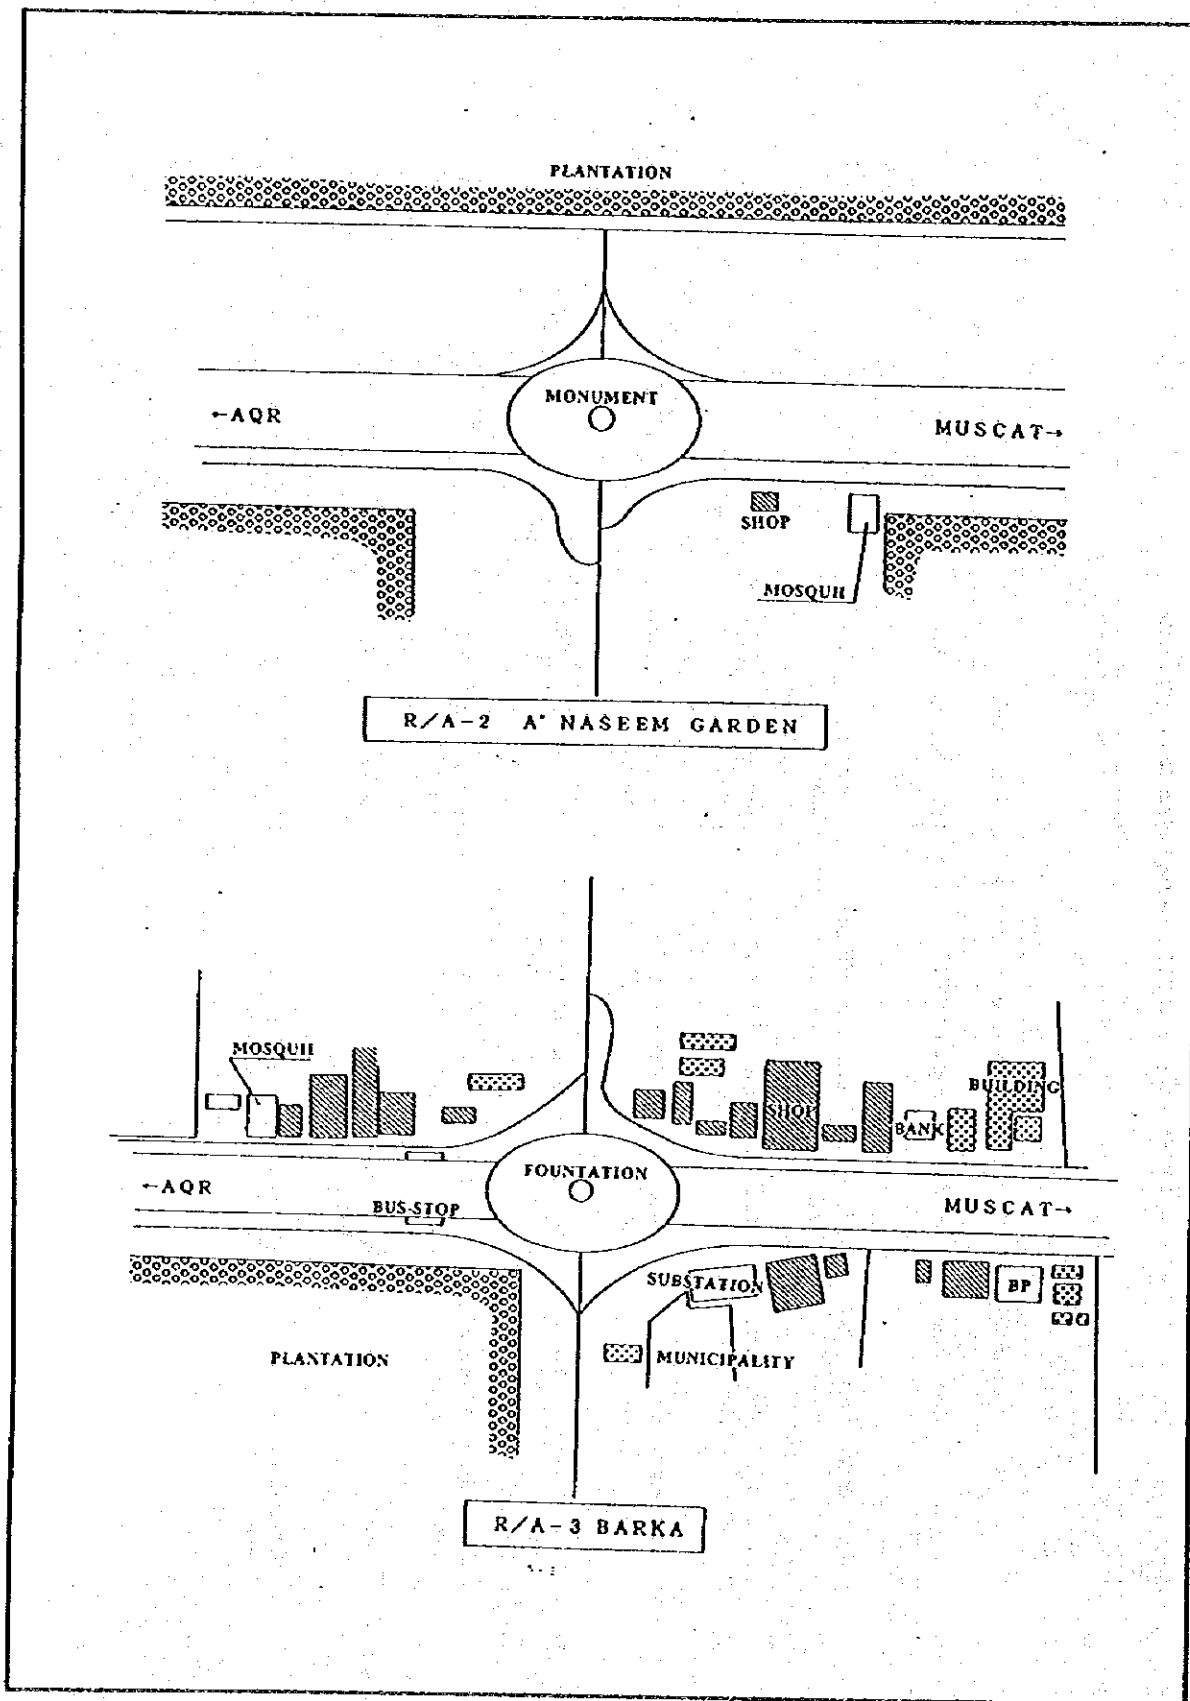 PLANTATION
MONUMENT
←AQR
MUSCAT→
SHOP
MOSQUH
R/A-2 A' NASEEM GARDEN
MOSQUH
BUILDING
SHOP
BANK
FOUNTATION
←AQR
BUS-STOP
MUSCAT→
SUBSTATION
BP
PLANTATION
MUNICIPALITY
R/A-3 BARKA